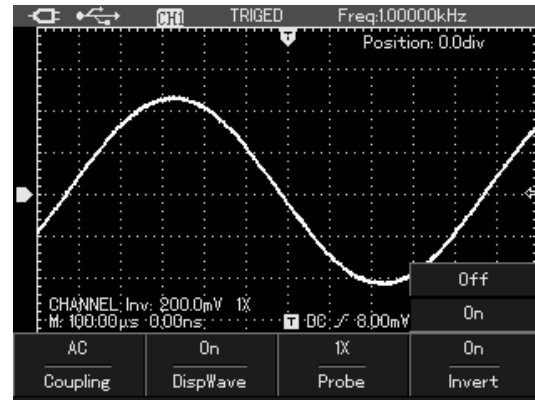 CH1 TRIGED Freq:1.00000kHz
T
Position: 0.0div
Off
CHANNEL; Inv: 200.0mV 1X
On
M: 100.00μs 0.00ns T DC; 8.00mV
AC On 1X On
Coupling DispWave Probe Invert